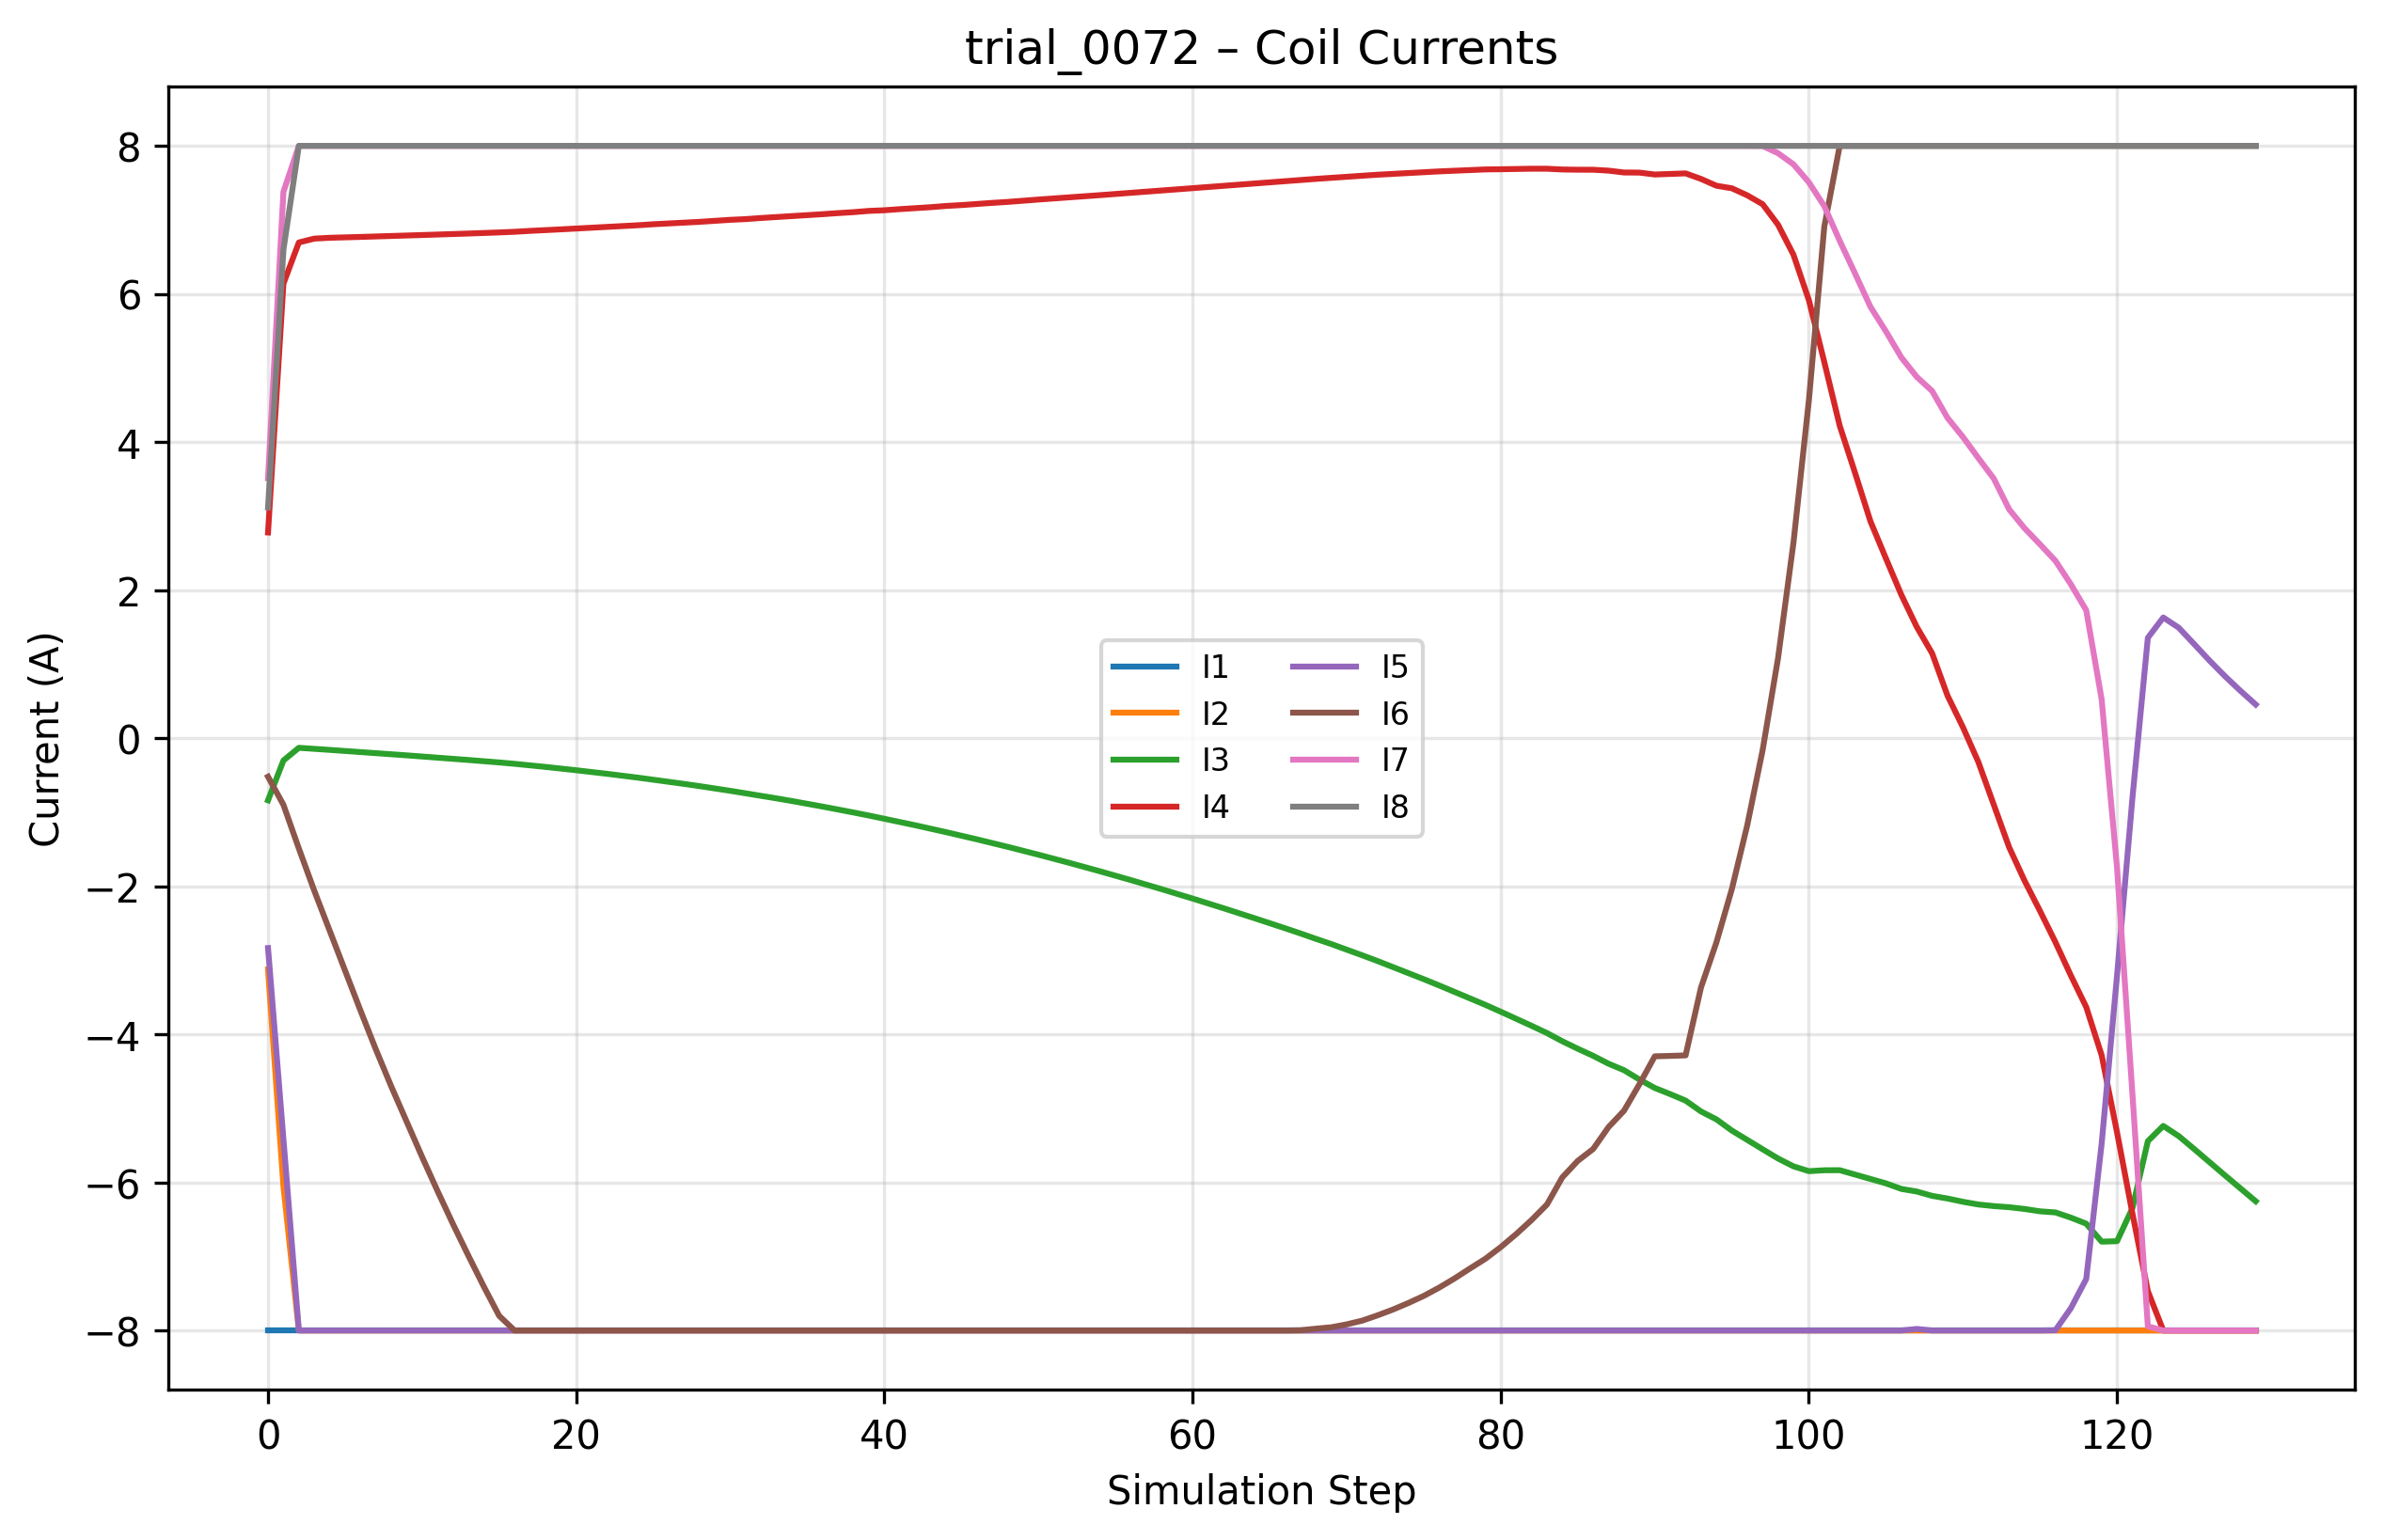 trial_0072 – Coil Currents
Current (A)
8
6
4
2
0
−2
−4
−6
−8
I1
I2
I3
I4
I5
I6
I7
I8
0
20
40
60
80
100
120
Simulation Step